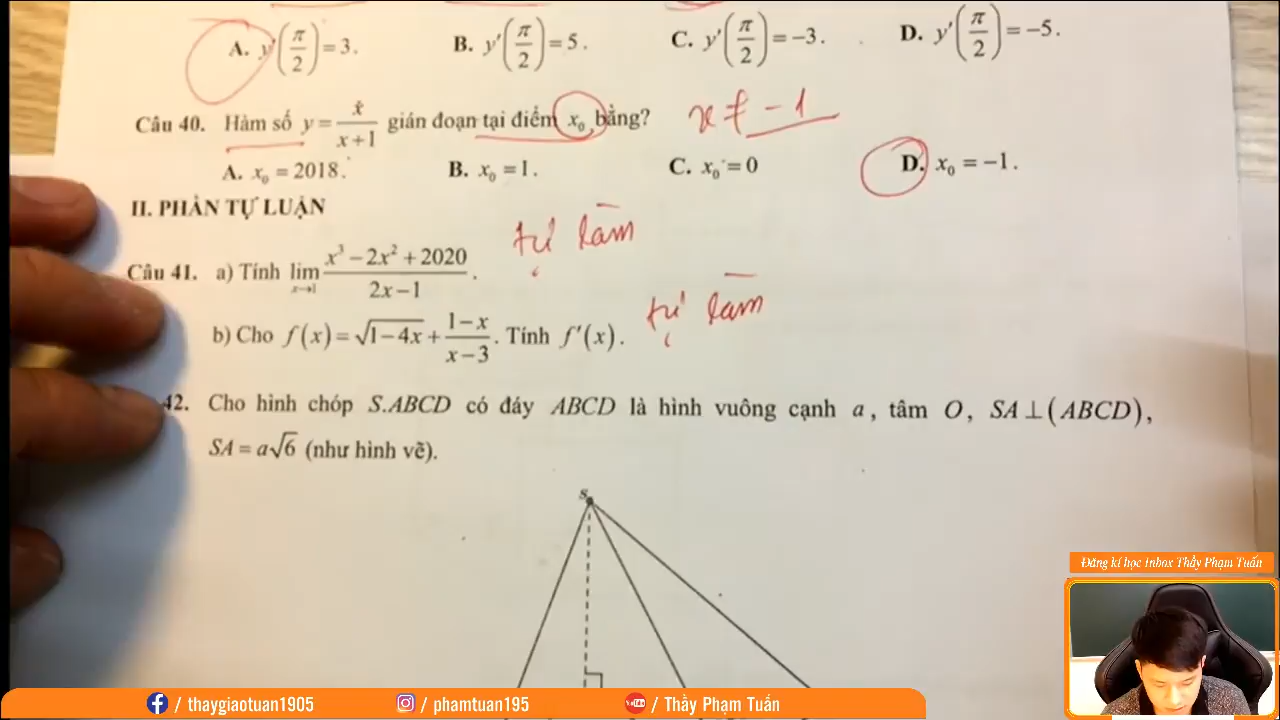 A. y'(π/2) = 3. B. y'(π/2) = 5. C. y'(π/2) = −3. D. y'(π/2) = −5.
Câu 40. Hàm số y = x/(x+1) gián đoạn tại điểm x₀ bằng? x ≠ −1
A. x₀ = 2018. B. x₀ = 1. C. x₀ = 0 D. x₀ = −1.
II. PHẦN TỰ LUẬN
tự làm
Câu 41. a) Tính lim x→1 (x³ − 2x² + 2020)/(2x − 1).
tự làm
b) Cho f(x) = √(1−4x) + (1−x)/(x−3). Tính f'(x).
42. Cho hình chóp S.ABCD có đáy ABCD là hình vuông cạnh a, tâm O, SA ⊥ (ABCD),
SA = a√6 (như hình vẽ).
S
Đăng kí học Inbox Thầy Phạm Tuấn
/ thaygiaotuan1905 / phamtuan195 YouTube / Thầy Phạm Tuấn